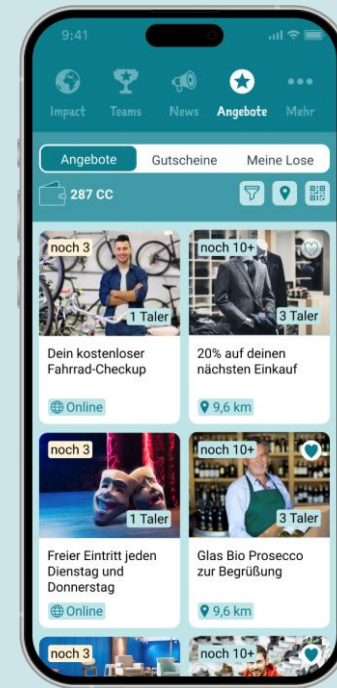 9:41
Impact Teams News Angebote Mehr
Angebote Gutscheine Meine Lose
287 CC
noch 3
1 Taler
Dein kostenloser
Fahrrad-Checkup
Online
noch 10+
3 Taler
20% auf deinen
nächsten Einkauf
9,6 km
noch 3
1 Taler
Freier Eintritt jeden
Dienstag und
Donnerstag
Online
noch 10+
3 Taler
Glas Bio Prosecco
zur Begrüßung
9,6 km
noch 3
noch 10+